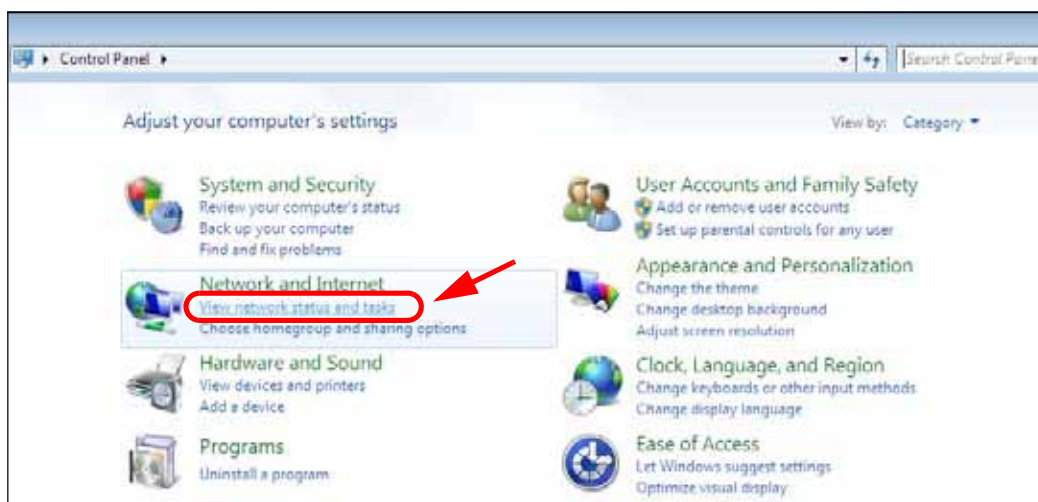 Control Panel
Search Control Pane
Adjust your computer's settings
View by: Category
System and Security
Review your computer's status
Back up your computer
Find and fix problems
Network and Internet
View network status and tasks
Choose homegroup and sharing options
Hardware and Sound
View devices and printers
Add a device
Programs
Uninstall a program
User Accounts and Family Safety
Add or remove user accounts
Set up parental controls for any user
Appearance and Personalization
Change the theme
Change desktop background
Adjust screen resolution
Clock, Language, and Region
Change keyboards or other input methods
Change display language
Ease of Access
Let Windows suggest settings
Optimize visual display